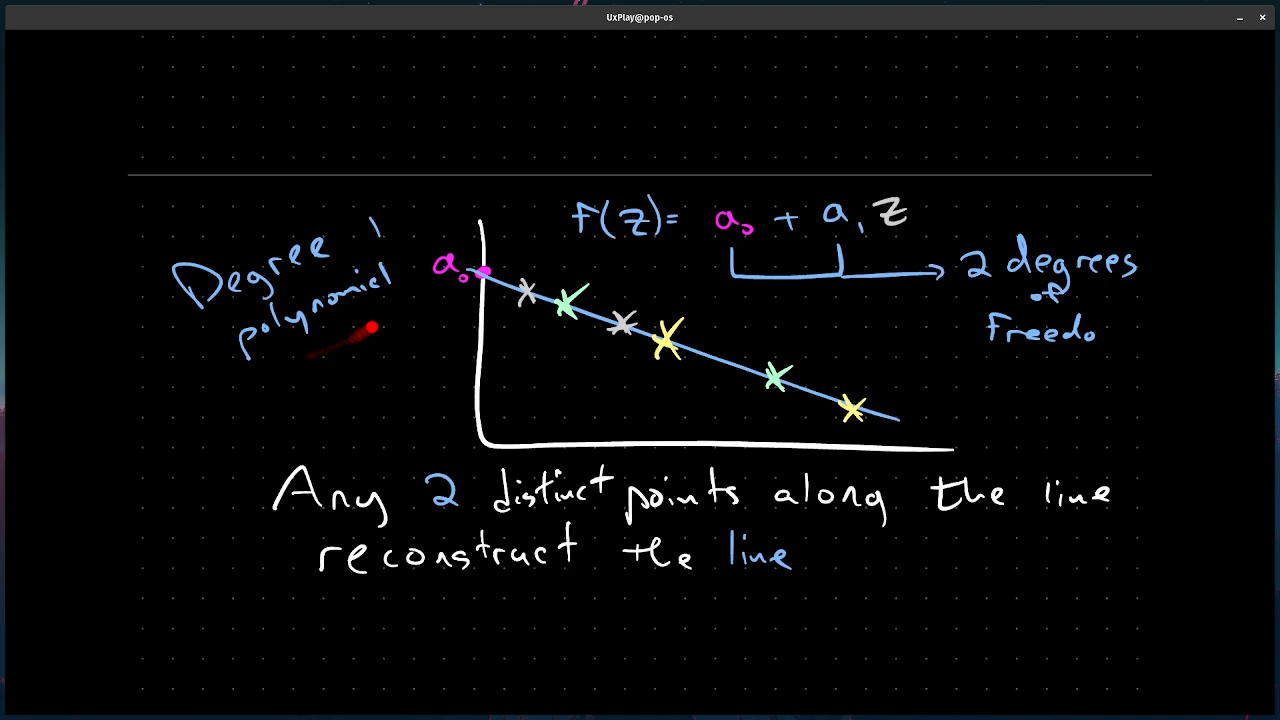 UxPlay@pop-os
f(z)= a₀ + a₁z
Degree 1
polynomial
a₀
2 degrees
of
Freedo
Any 2 distinct points along the line
reconstruct the line